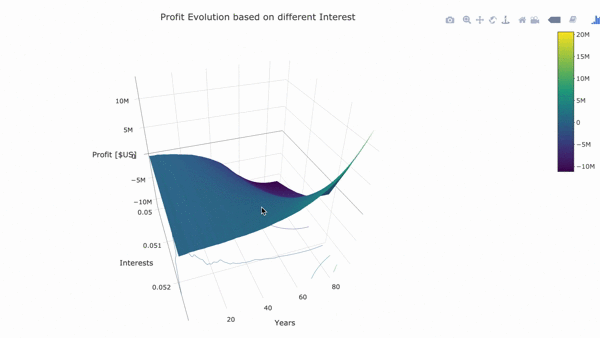 Profit Evolution based on different Interest
20M
15M
10M
5M
0
−5M
−10M
10M
5M
Profit [$US]
−5M
−10M
0.05
0.051
Interests
0.052
20
40
60
80
Years